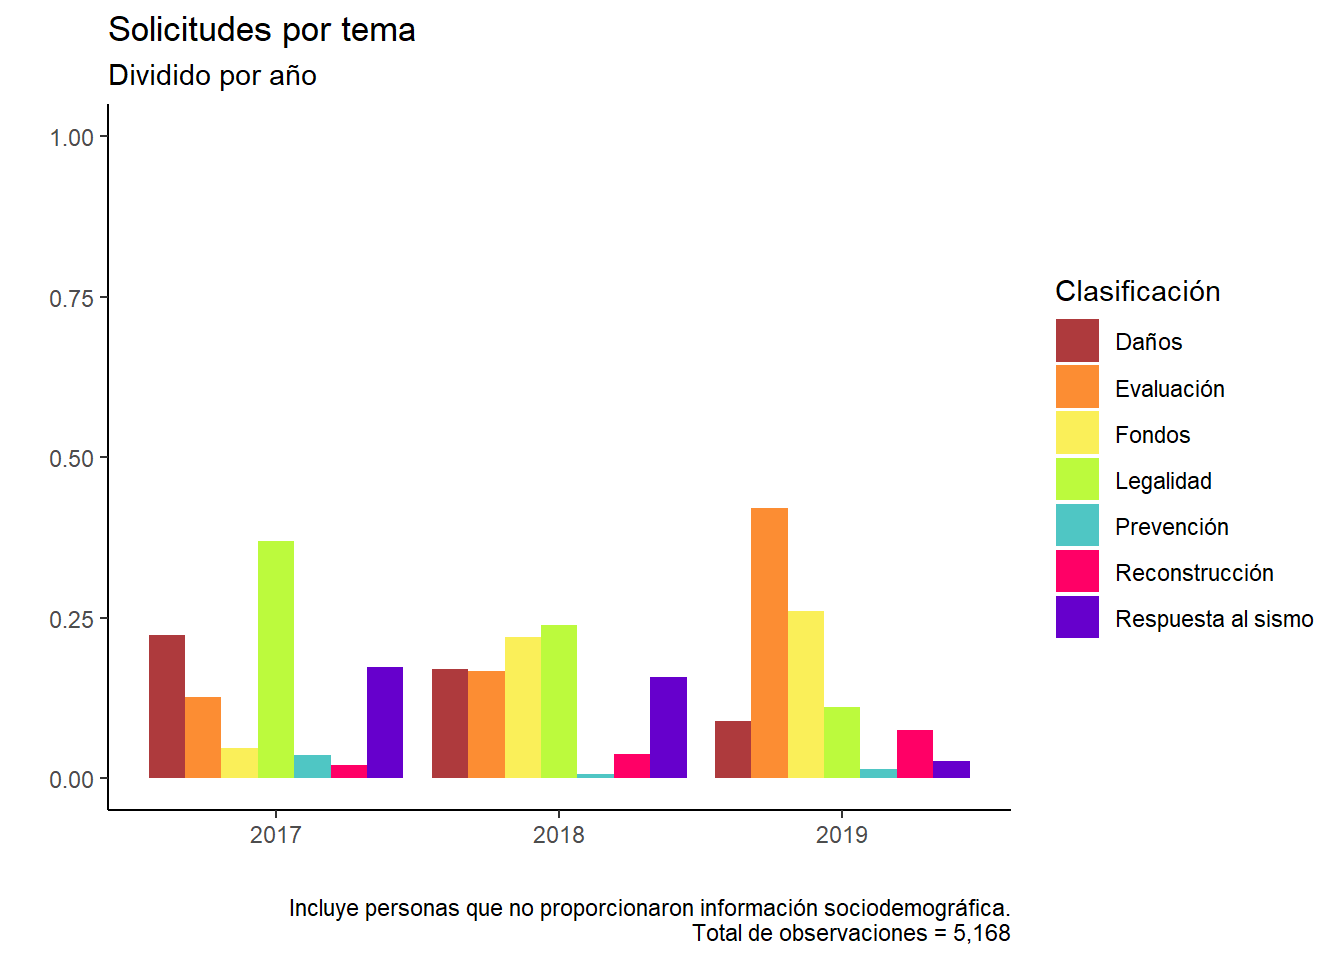 Solicitudes por tema
Dividido por año
1.00
0.75
0.50
0.25
0.00
2017
2018
2019
Clasificación
Daños
Evaluación
Fondos
Legalidad
Prevención
Reconstrucción
Respuesta al sismo
Incluye personas que no proporcionaron información sociodemográfica.
Total de observaciones = 5,168